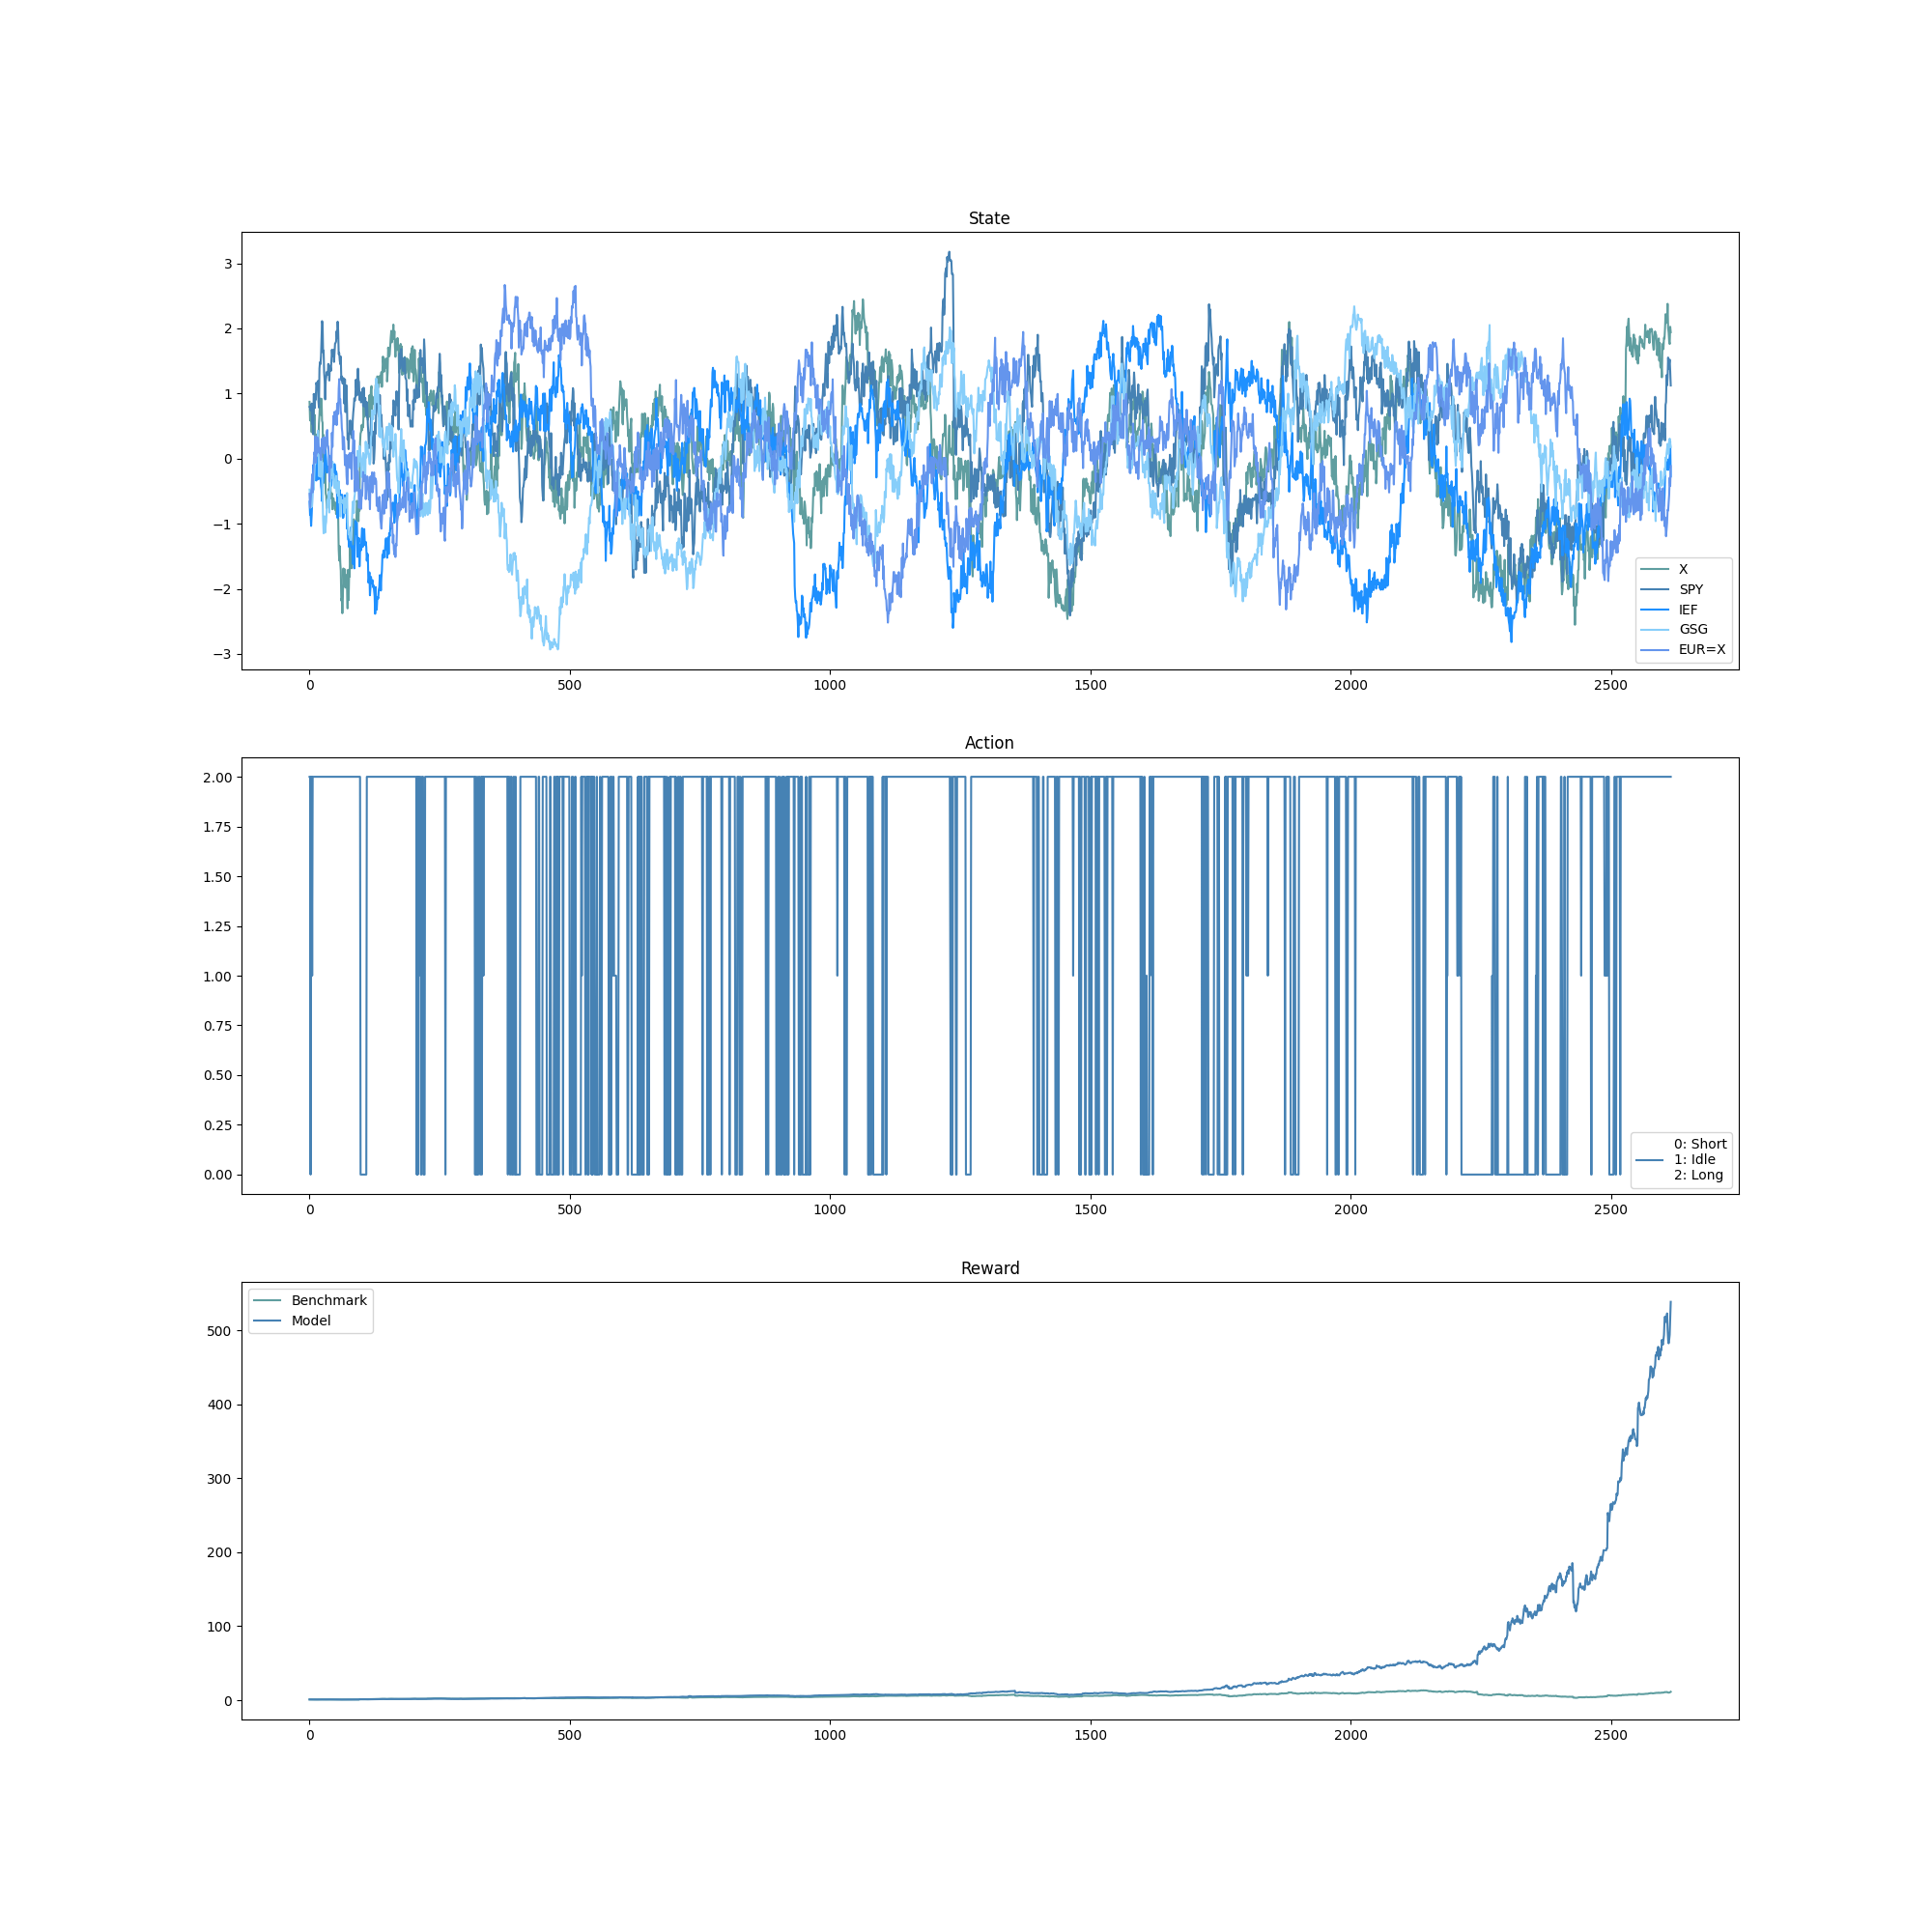 State
3
2
1
0
−1
−2
−3
X
SPY
IEF
GSG
EUR=X
0 500 1000 1500 2000 2500
Action
2.00
1.75
1.50
1.25
1.00
0.75
0.50
0.25
0.00
0: Short
1: Idle
2: Long
0 500 1000 1500 2000 2500
Reward
Benchmark
Model
500
400
300
200
100
0
0 500 1000 1500 2000 2500